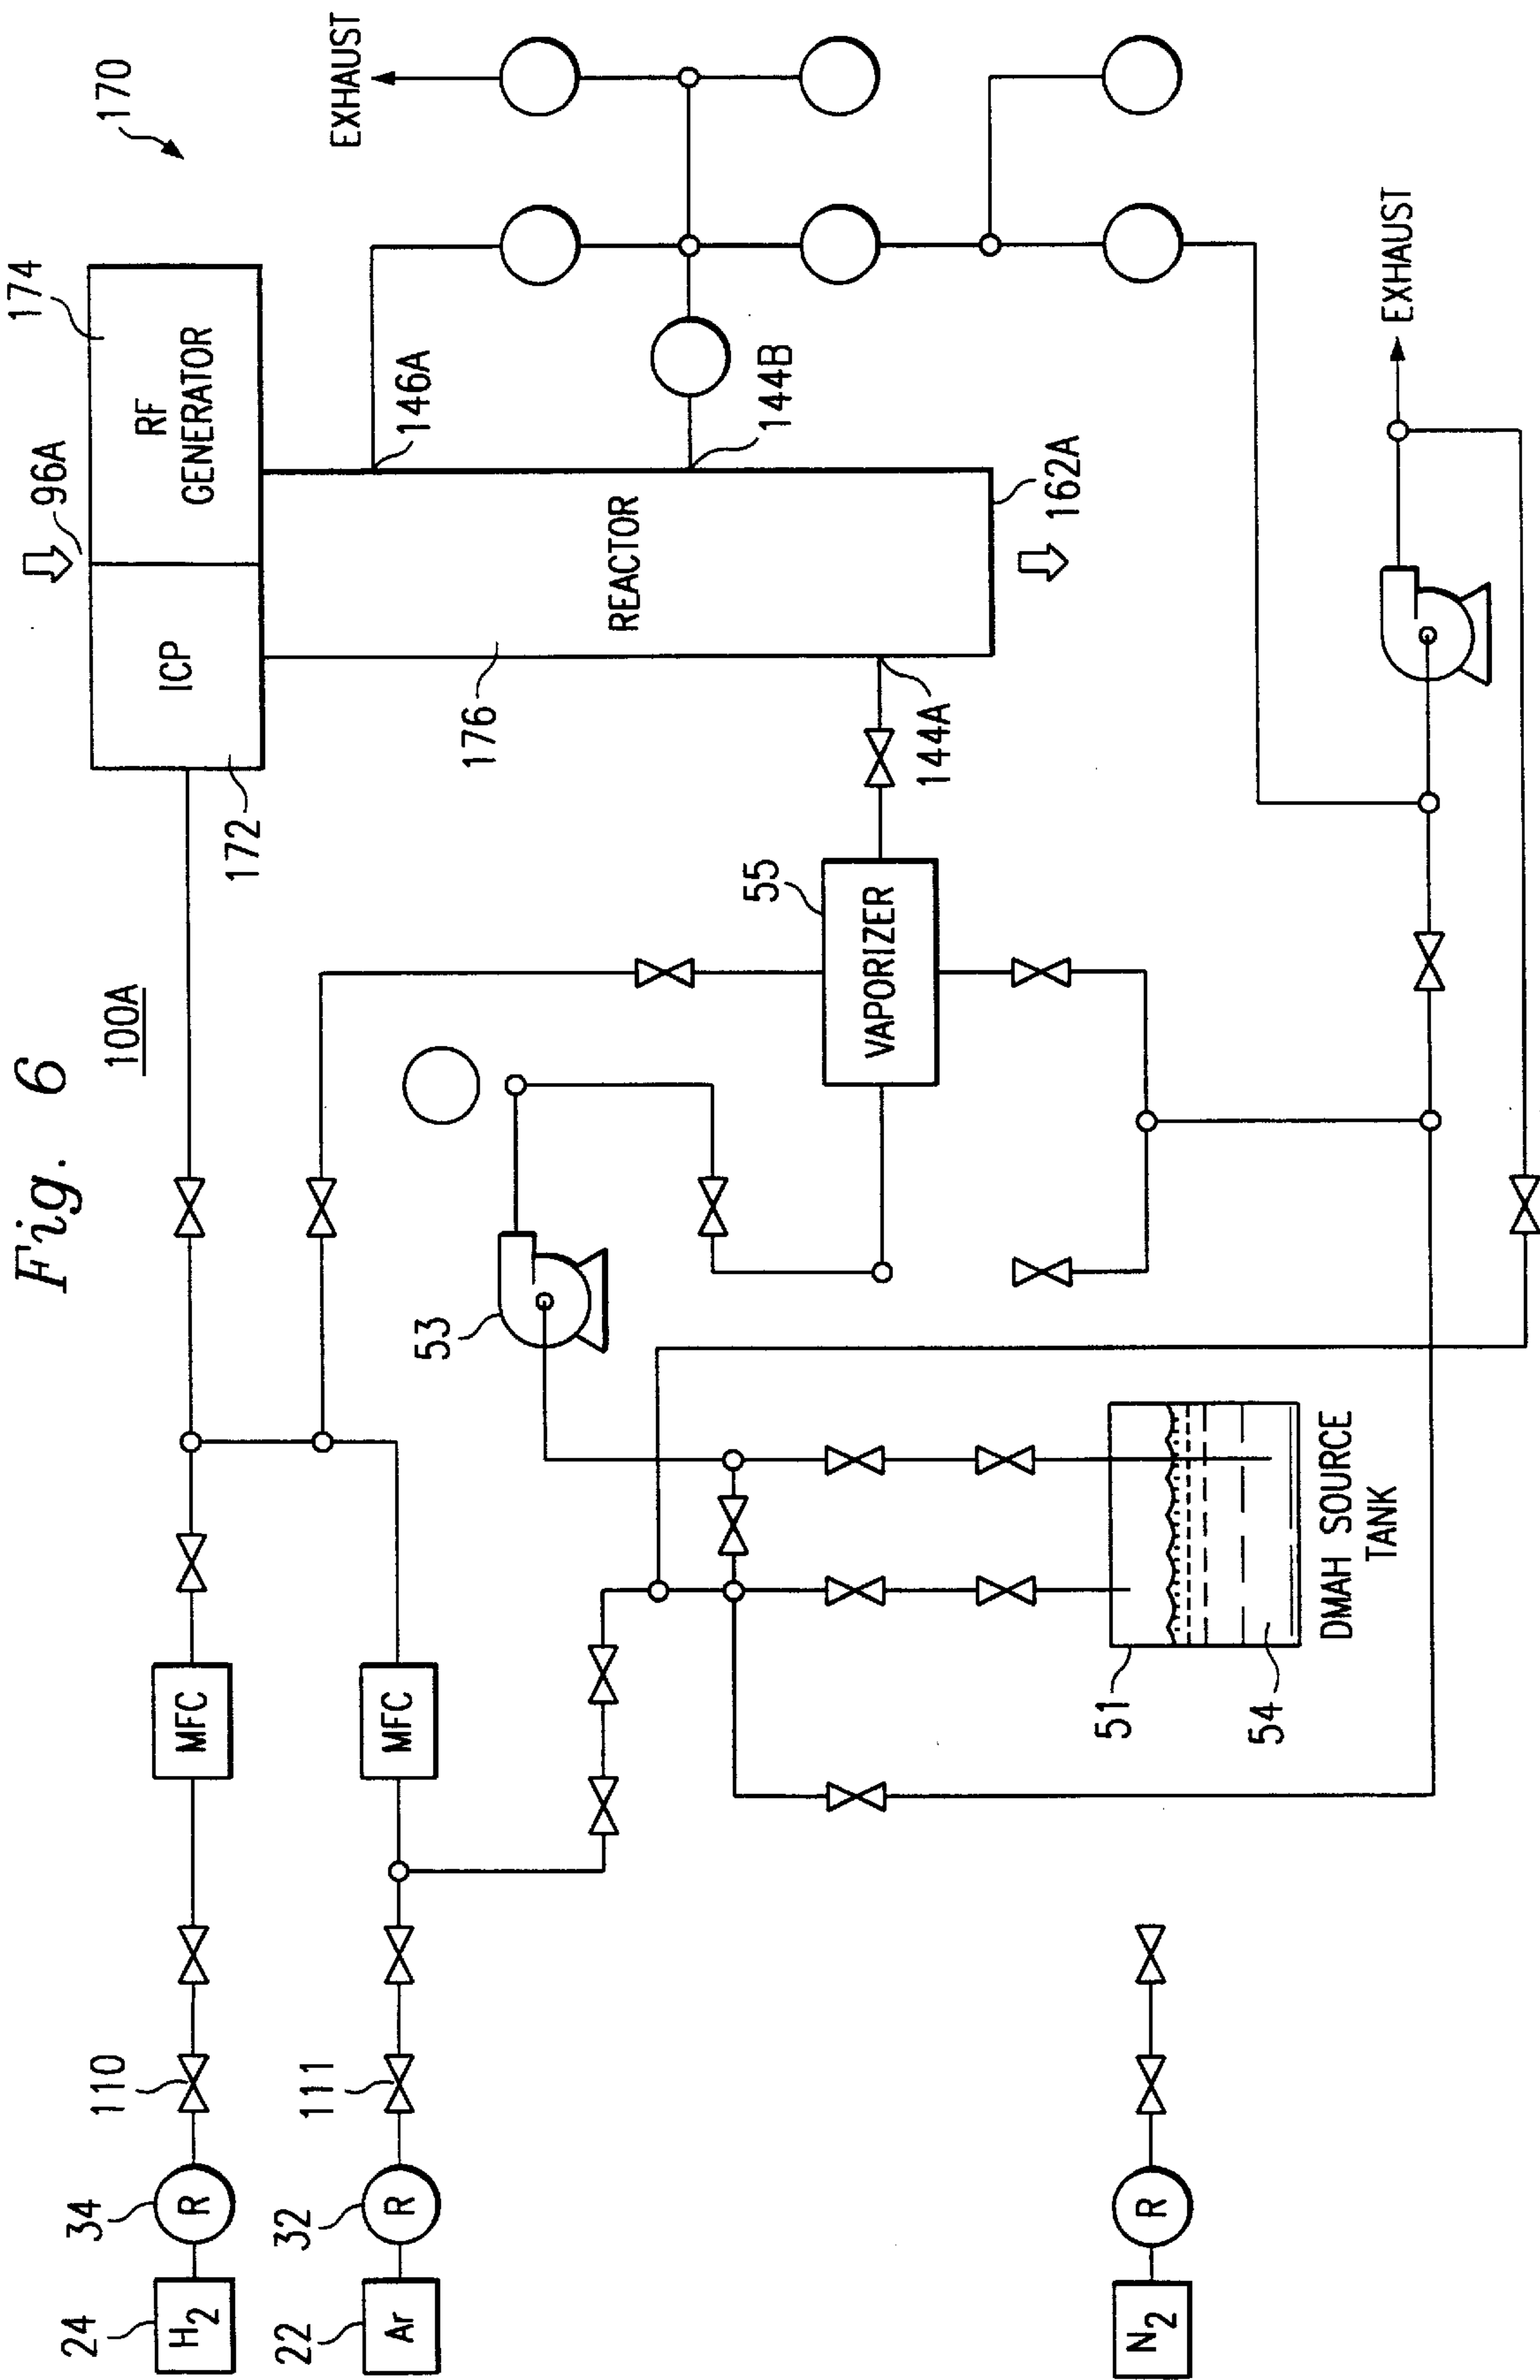 Fig. 6
100A
170
24
H2
34
R
110
MFC
172
ICP
96A
RF
GENERATOR
174
22
Ar
32
R
111
MFC
53
176
REACTOR
146A
144B
EXHAUST
162A
55
VAPORIZER
144A
51
54
DMAH SOURCE
TANK
N2
R
EXHAUST